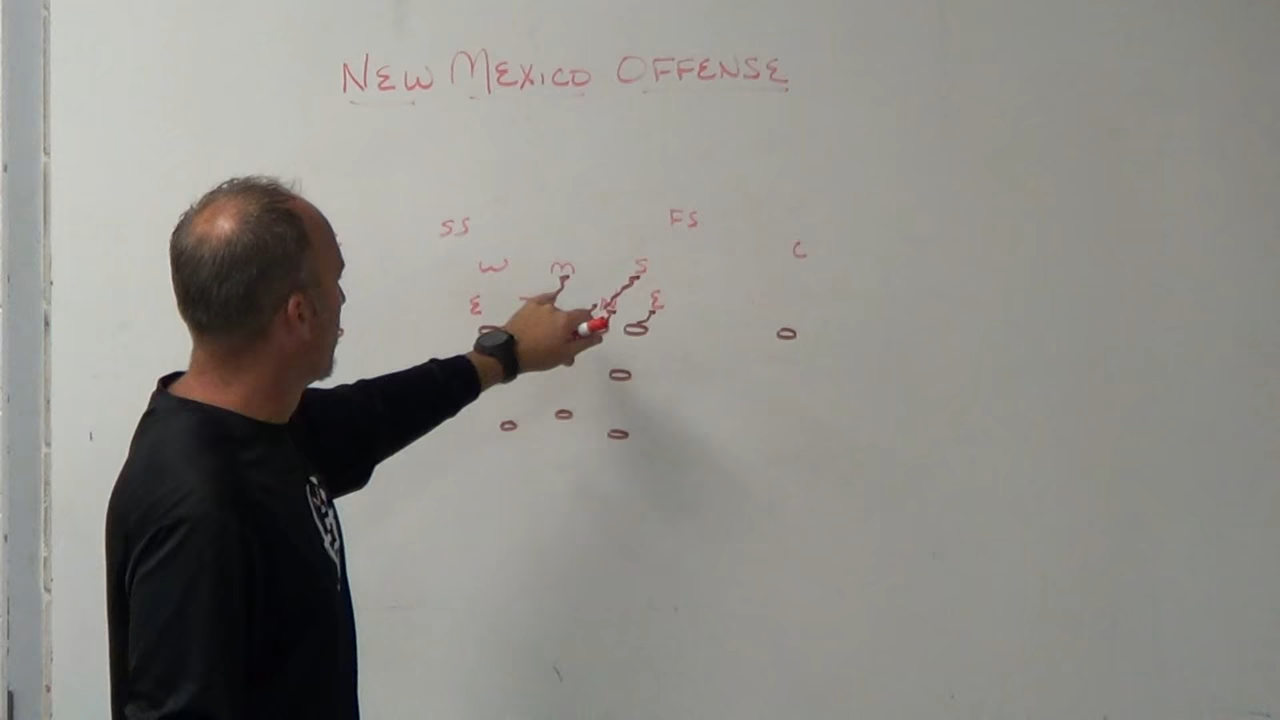 NEW MEXICO OFFENSE
SS FS
C
W M S
E E
O O
O
O O O